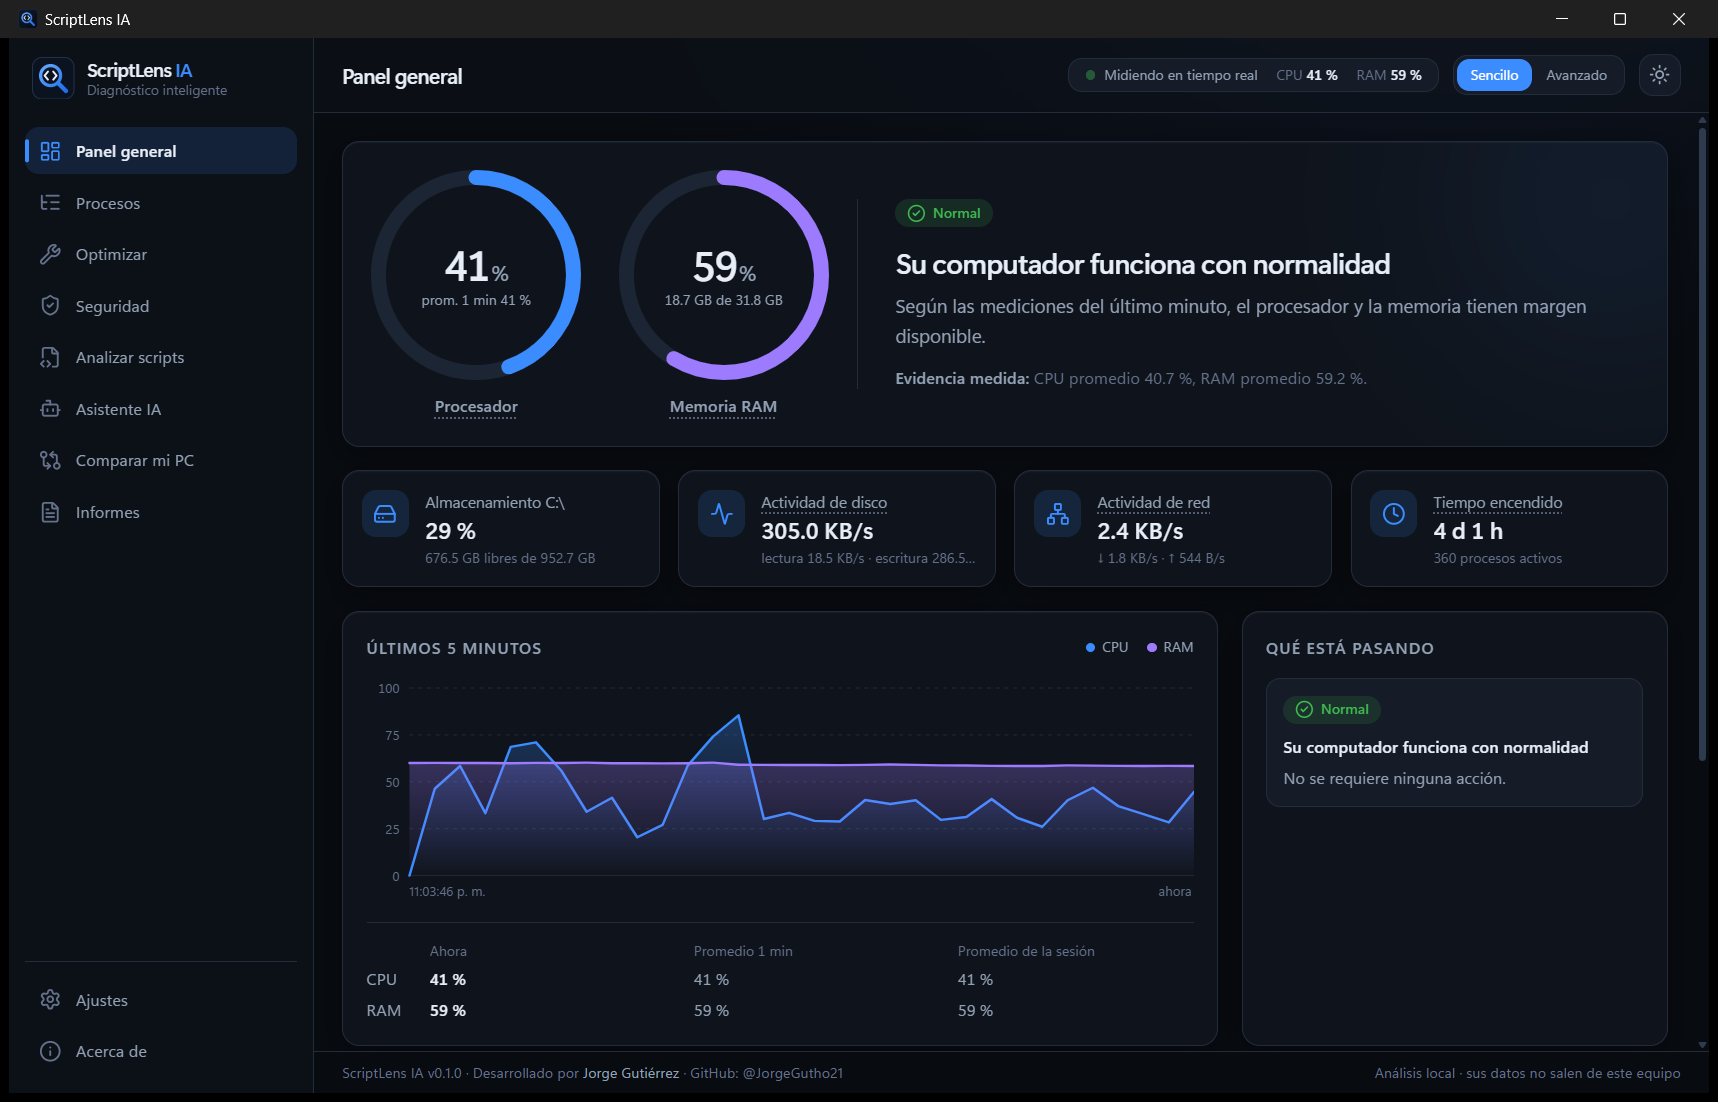 ScriptLens IA
ScriptLens IA
Diagnóstico inteligente
Panel general
Procesos
Optimizar
Seguridad
Analizar scripts
Asistente IA
Comparar mi PC
Informes
Ajustes
Acerca de
Panel general
Midiendo en tiempo real CPU 41 % RAM 59 %
Sencillo Avanzado
41 %
prom. 1 min 41 %
Procesador
59 %
18.7 GB de 31.8 GB
Memoria RAM
Normal
Su computador funciona con normalidad
Según las mediciones del último minuto, el procesador y la memoria tienen margen
disponible.
Evidencia medida: CPU promedio 40.7 %, RAM promedio 59.2 %.
Almacenamiento C:\
29 %
676.5 GB libres de 952.7 GB
Actividad de disco
305.0 KB/s
lectura 18.5 KB/s · escritura 286.5...
Actividad de red
2.4 KB/s
↓ 1.8 KB/s · ↑ 544 B/s
Tiempo encendido
4 d 1 h
360 procesos activos
ÚLTIMOS 5 MINUTOS
CPU RAM
100
75
50
25
0
11:03:46 p. m. ahora
Ahora Promedio 1 min Promedio de la sesión
CPU 41 % 41 % 41 %
RAM 59 % 59 % 59 %
QUÉ ESTÁ PASANDO
Normal
Su computador funciona con normalidad
No se requiere ninguna acción.
ScriptLens IA v0.1.0 · Desarrollado por Jorge Gutiérrez · GitHub: @JorgeGutho21
Análisis local · sus datos no salen de este equipo